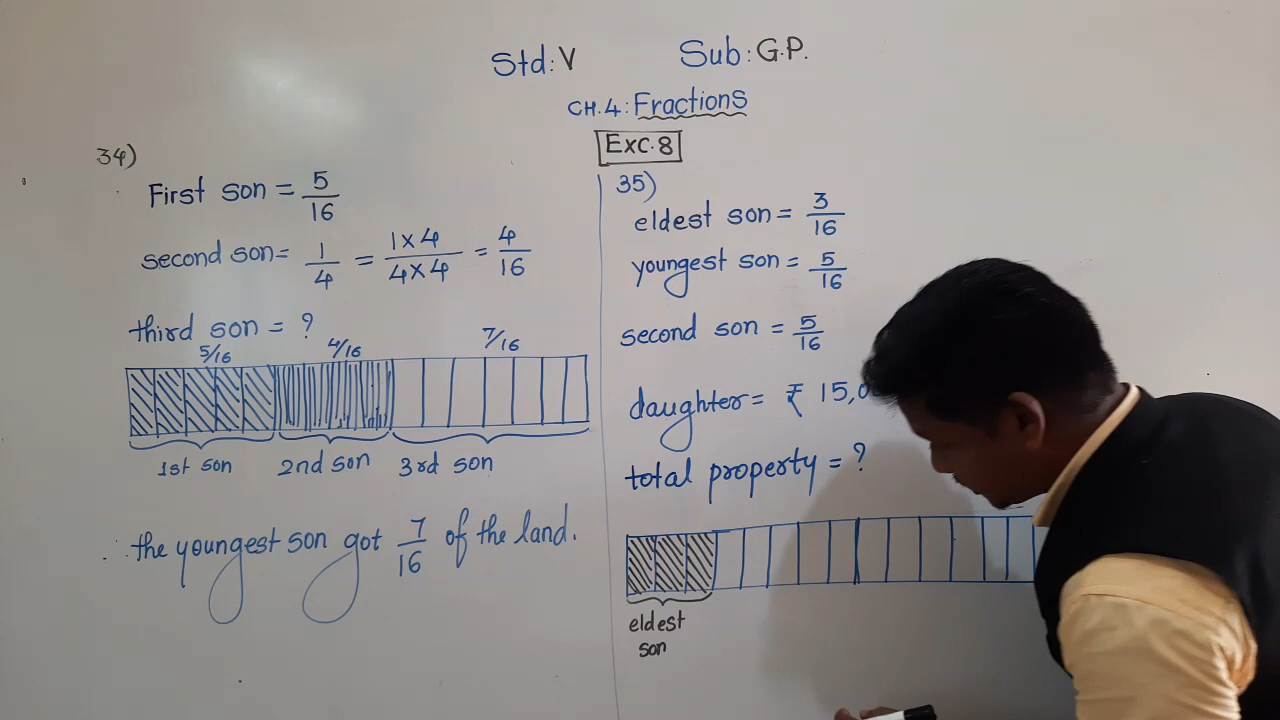 Std: V Sub: G.P.
CH.4: Fractions
Exc.8
34)
First son = 5/16
second son = 1/4 = 1×4/4×4 = 4/16
third son = ?
5/16 4/16 7/16
1st son 2nd son 3rd son
∴ the youngest son got 7/16 of the land.
35)
eldest son = 3/16
youngest son = 5/16
second son = 5/16
daughter = ₹ 15,0
total property = ?
eldest
son